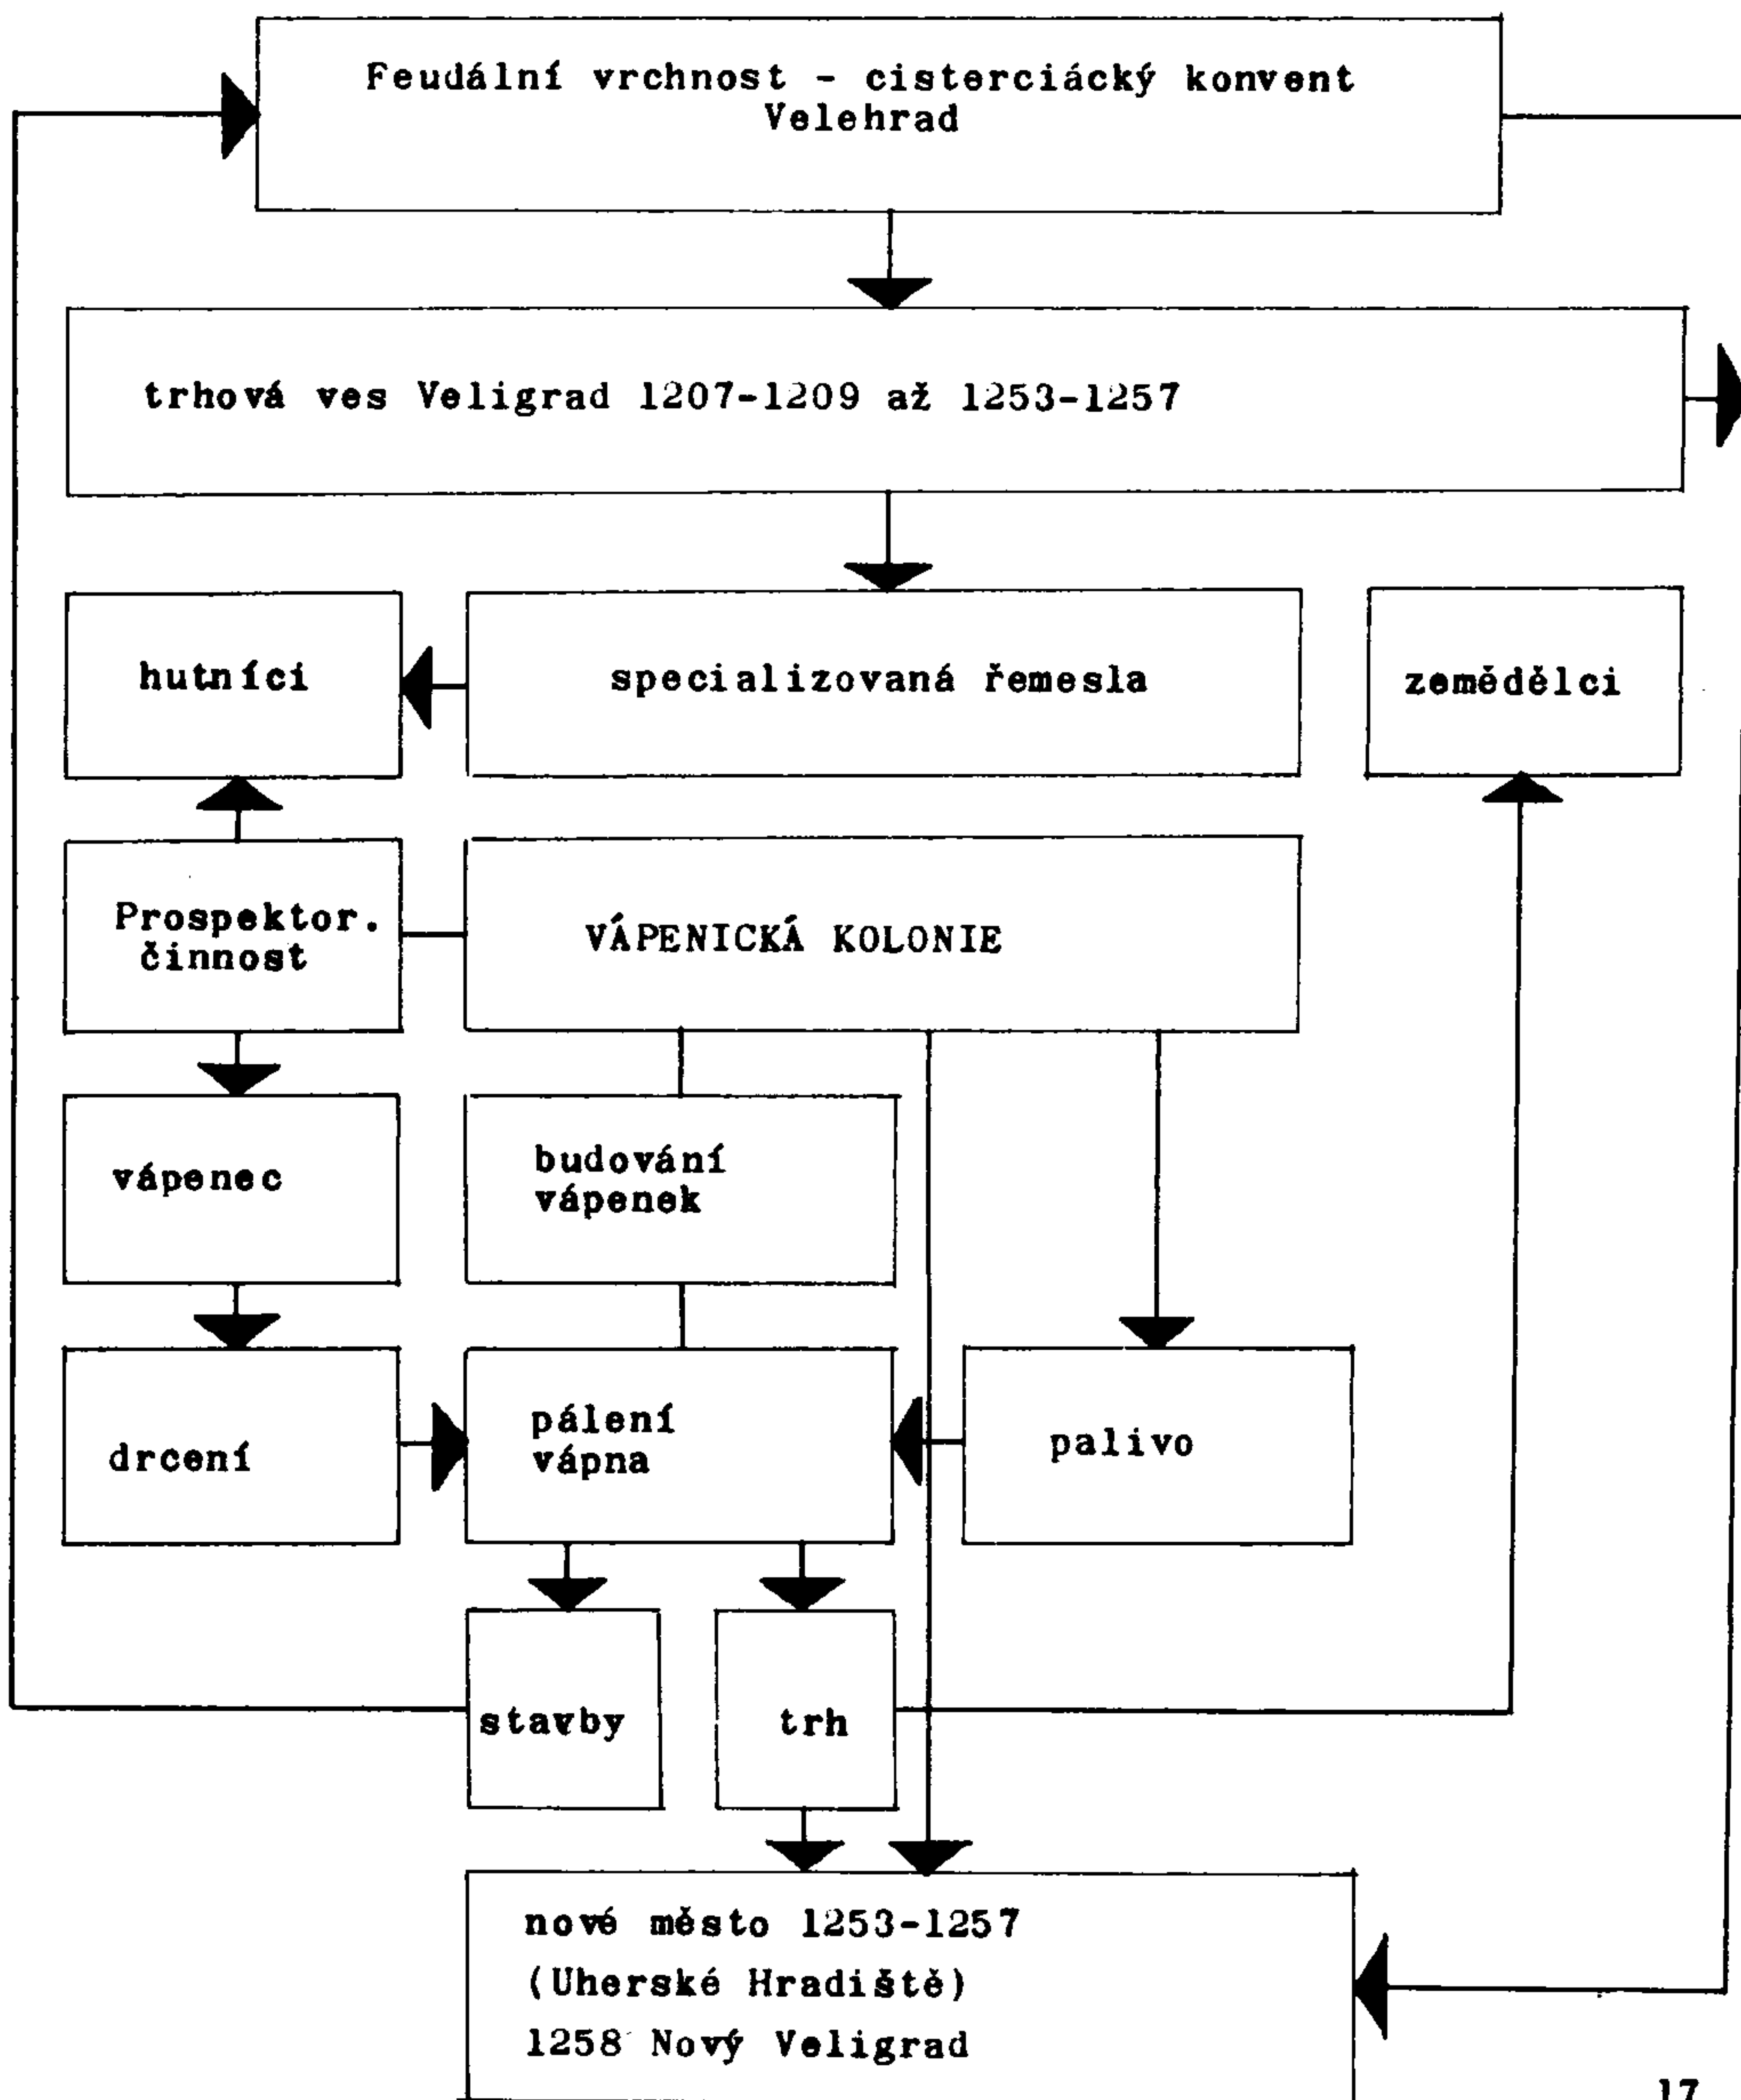 Feudální vrchnost - cisterciácký konvent
Velehrad
trhová ves Veligrad 1207-1209 až 1253-1257
hutníci
specializovaná řemesla
zemědělci
Prospektor.
činnost
VÁPENICKÁ KOLONIE
vápenec
budování
vápenek
drcení
pálení
vápna
palivo
stavby
trh
nové město 1253-1257
(Uherské Hradiště)
1258 Nový Veligrad
17